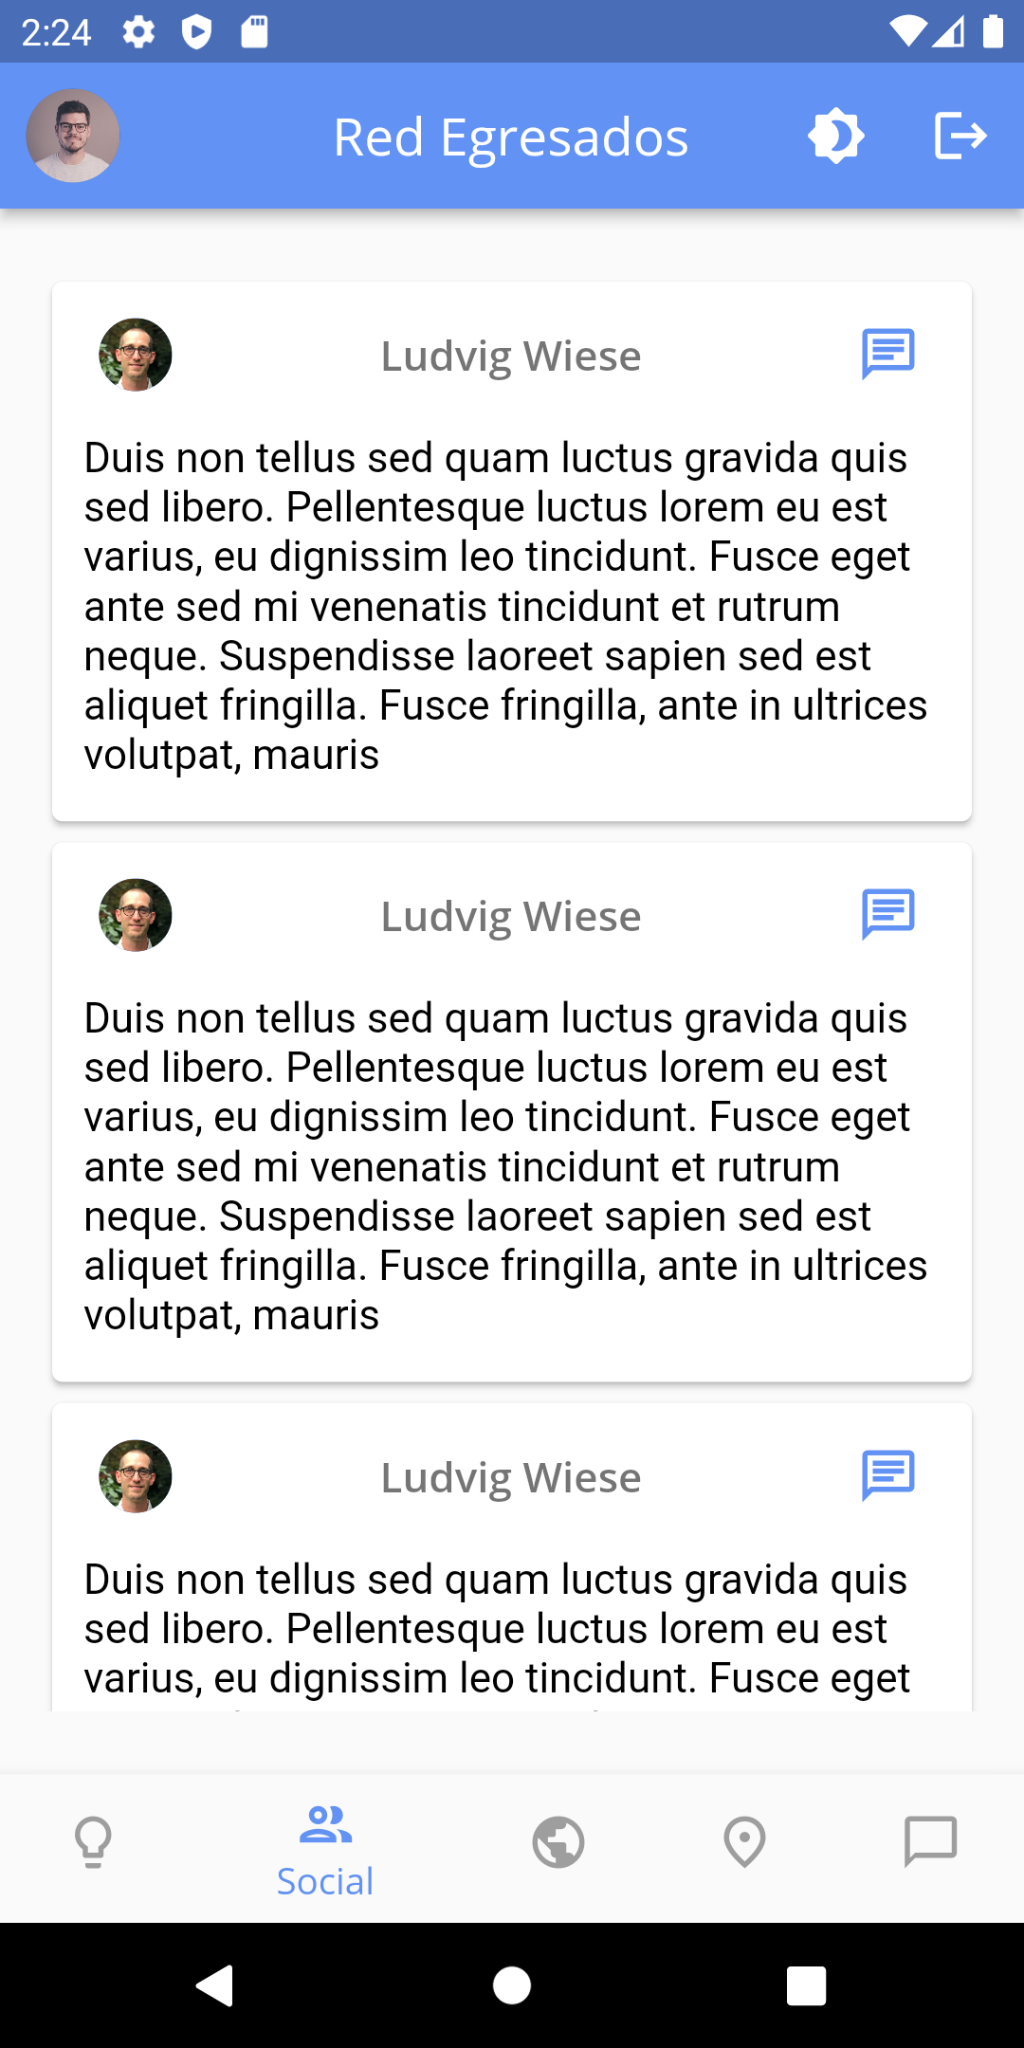 2:24
Red Egresados
Ludvig Wiese
Duis non tellus sed quam luctus gravida quis
sed libero. Pellentesque luctus lorem eu est
varius, eu dignissim leo tincidunt. Fusce eget
ante sed mi venenatis tincidunt et rutrum
neque. Suspendisse laoreet sapien sed est
aliquet fringilla. Fusce fringilla, ante in ultrices
volutpat, mauris
Ludvig Wiese
Duis non tellus sed quam luctus gravida quis
sed libero. Pellentesque luctus lorem eu est
varius, eu dignissim leo tincidunt. Fusce eget
ante sed mi venenatis tincidunt et rutrum
neque. Suspendisse laoreet sapien sed est
aliquet fringilla. Fusce fringilla, ante in ultrices
volutpat, mauris
Ludvig Wiese
Duis non tellus sed quam luctus gravida quis
sed libero. Pellentesque luctus lorem eu est
varius, eu dignissim leo tincidunt. Fusce eget
Social